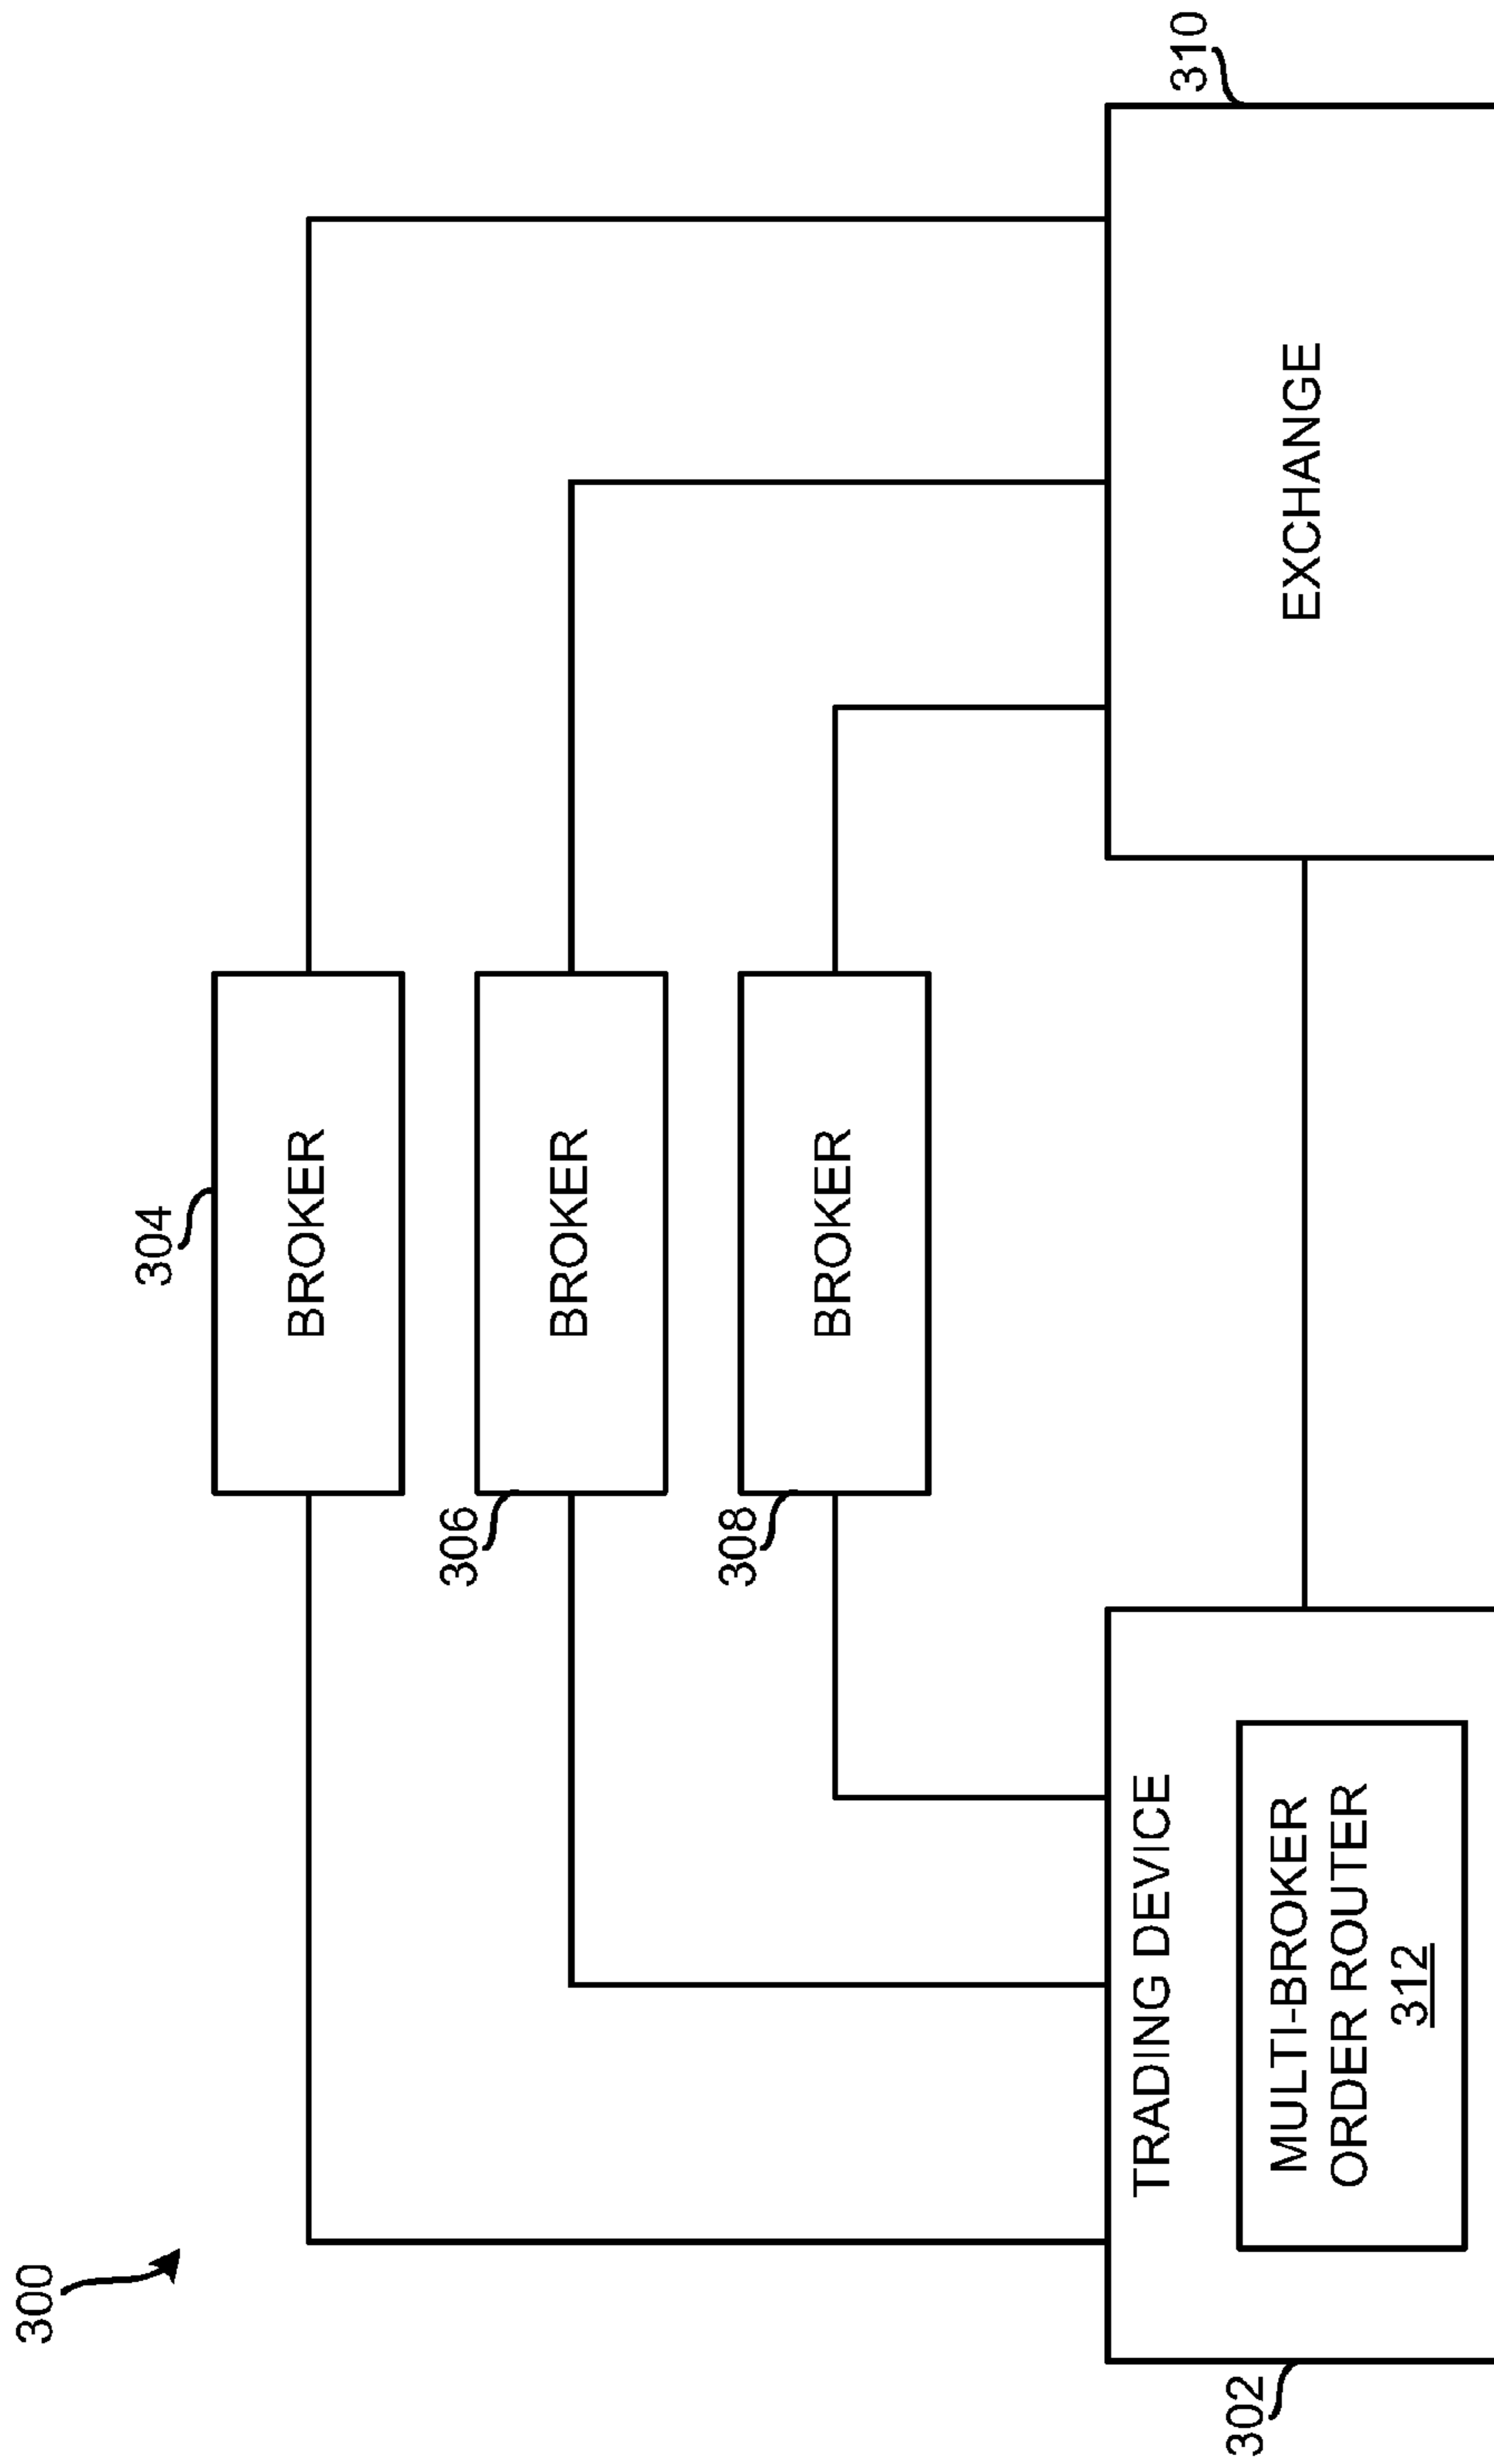 300
304
BROKER
306
BROKER
308
BROKER
302
TRADING DEVICE
MULTI-BROKER
ORDER ROUTER
312
310
EXCHANGE